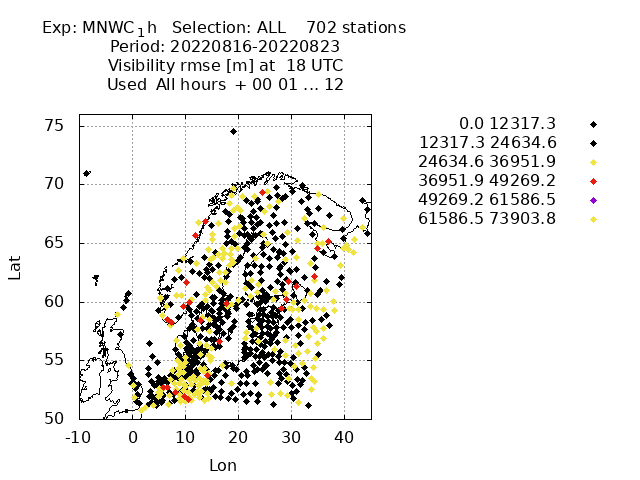 Exp: MNWC_1h   Selection: ALL    702 stations
Period: 20220816-20220823
Visibility rmse [m] at  18 UTC
Used  All hours  + 00 01 ... 12
0.0 12317.3
12317.3 24634.6
24634.6 36951.9
36951.9 49269.2
49269.2 61586.5
61586.5 73903.8
75
70
65
60
55
50
Lat
-10 0 10 20 30 40
Lon